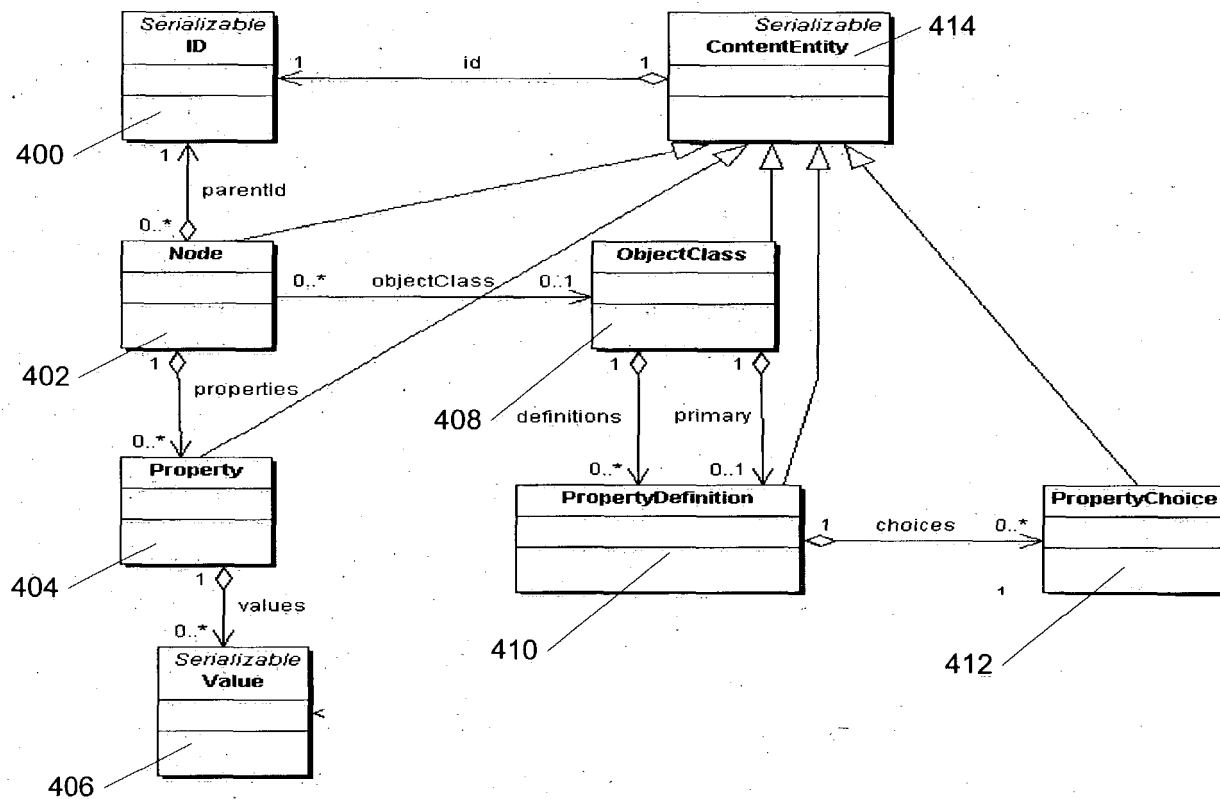 Serializable
ID
Serializable
ContentEntity
414
1
id
1
400
1
parentId
0..*
Node
ObjectClass
0..*
objectClass
0..1
402
1
properties
408
1
1
definitions
primary
0..*
0..*
0..1
Property
PropertyDefinition
PropertyChoice
1
choices
0..*
404
1
values
1
0..*
410
412
Serializable
Value
406